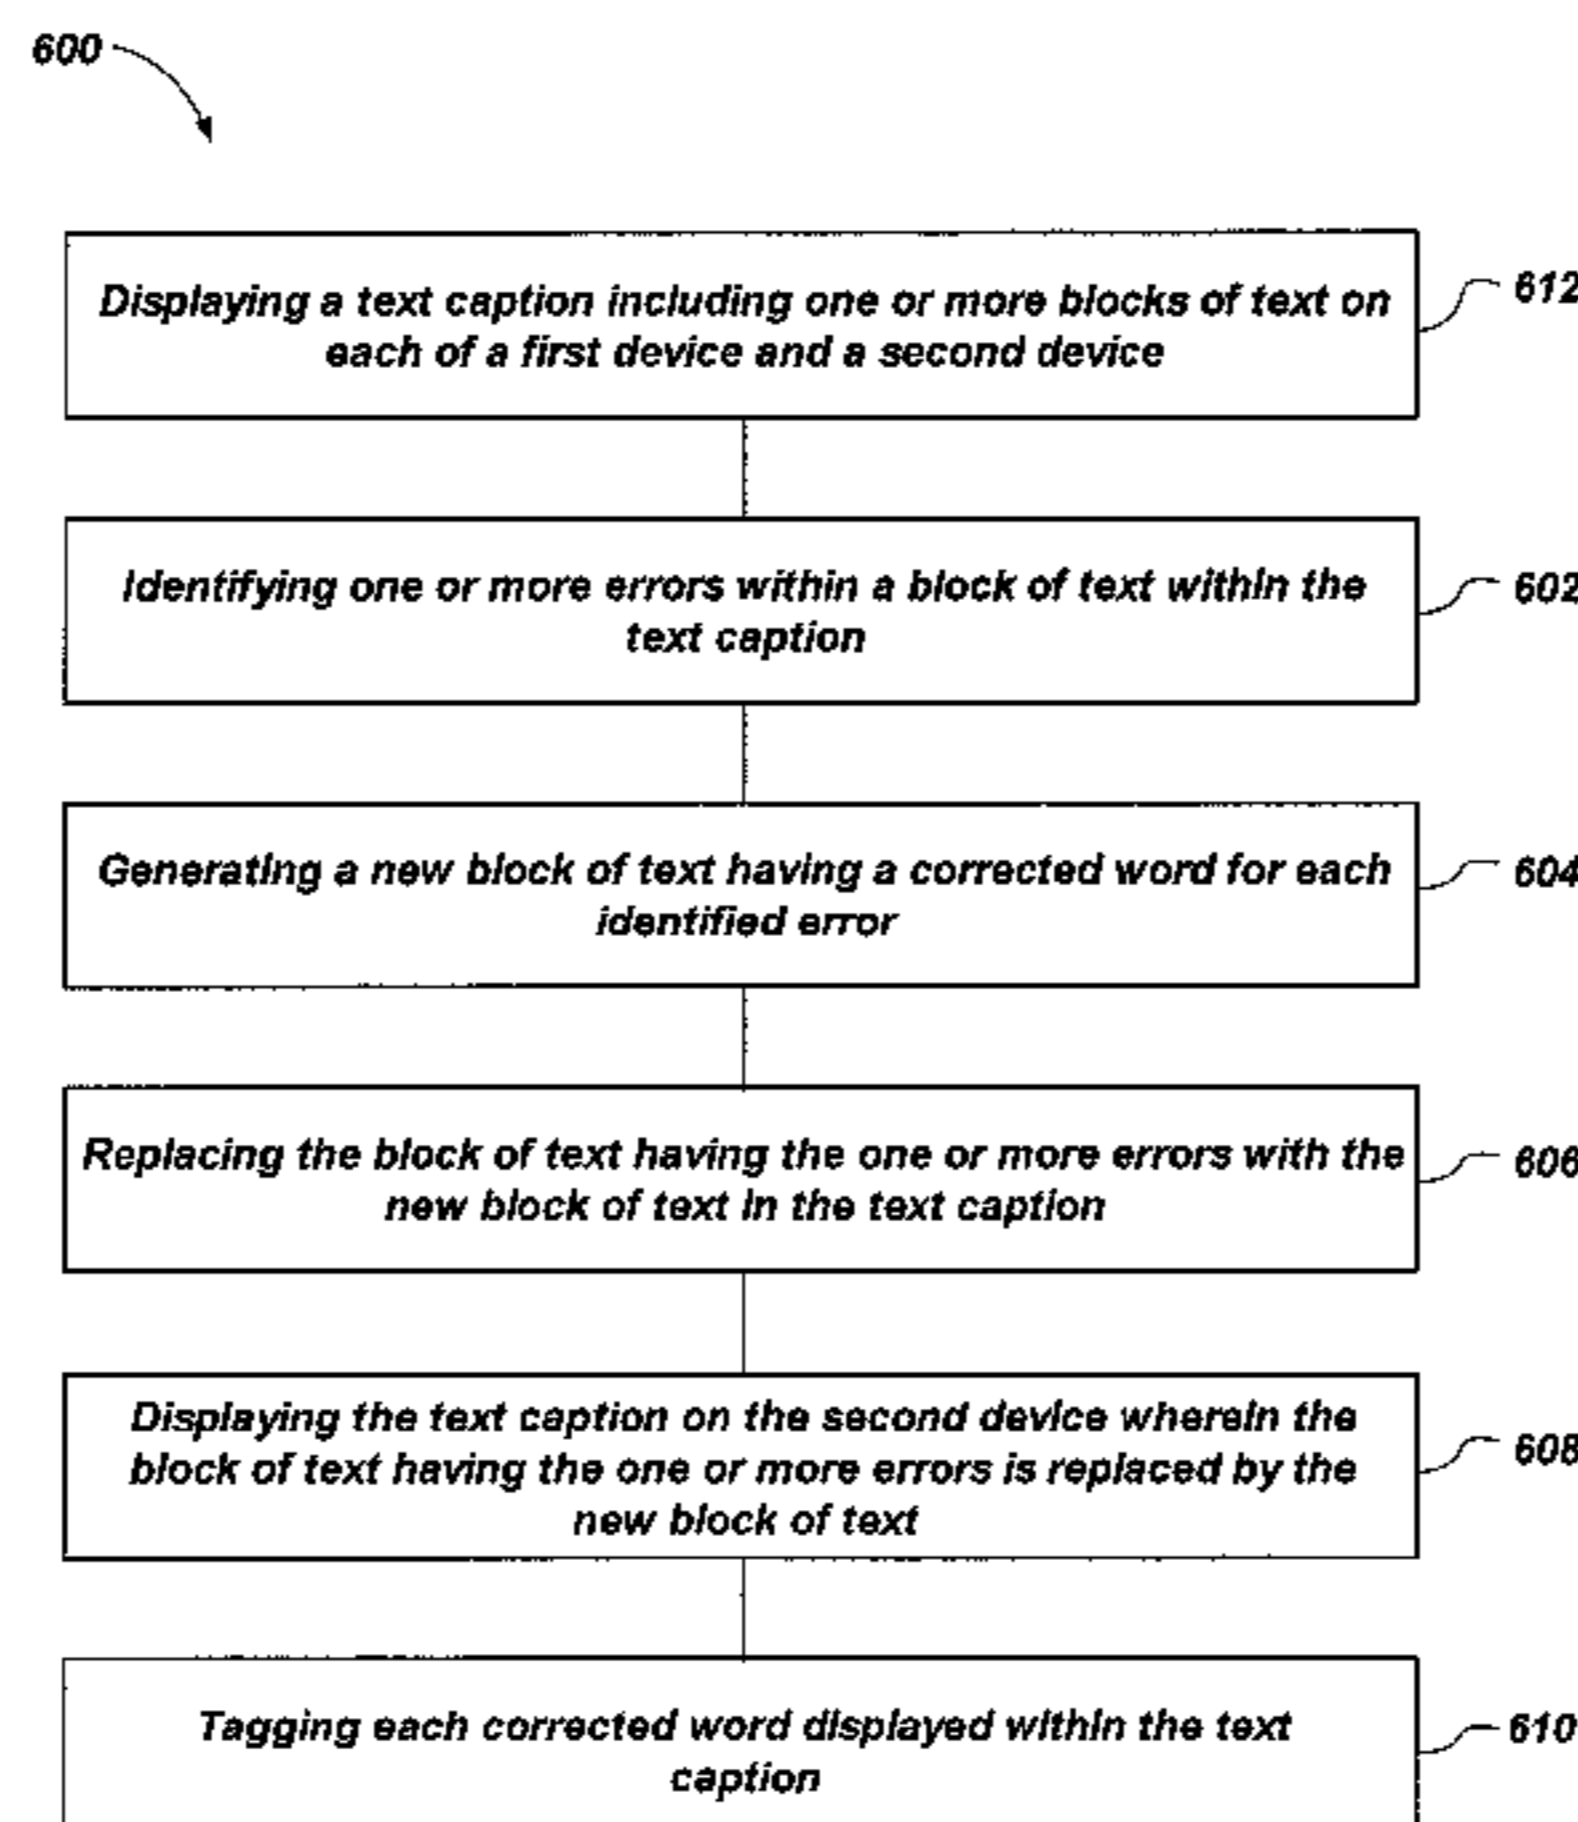 600
Displaying a text caption including one or more blocks of text on
each of a first device and a second device
612
Identifying one or more errors within a block of text within the
text caption
602
Generating a new block of text having a corrected word for each
identified error
604
Replacing the block of text having the one or more errors with the
new block of text in the text caption
606
Displaying the text caption on the second device wherein the
block of text having the one or more errors is replaced by the
new block of text
608
Tagging each corrected word displayed within the text
caption
610